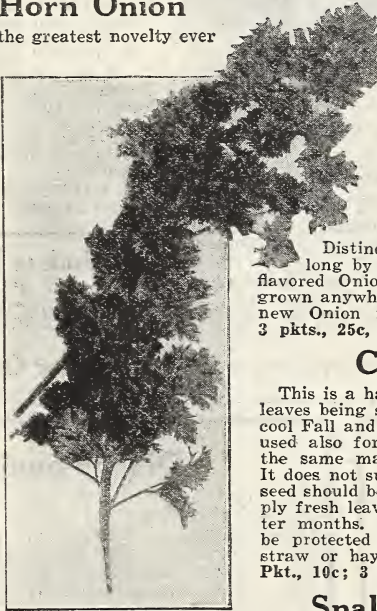 Horn Onion
the greatest novelty ever
Distinc
long by
flavored Onio
grown anywh
new Onion
3 pkts., 25c,
C
This is a ha
leaves being s
cool Fall and
used also for
the same ma
It does not su
seed should be
ply fresh leav
ter months.
be protected
straw or hay
Pkt., 10c; 3
Snal